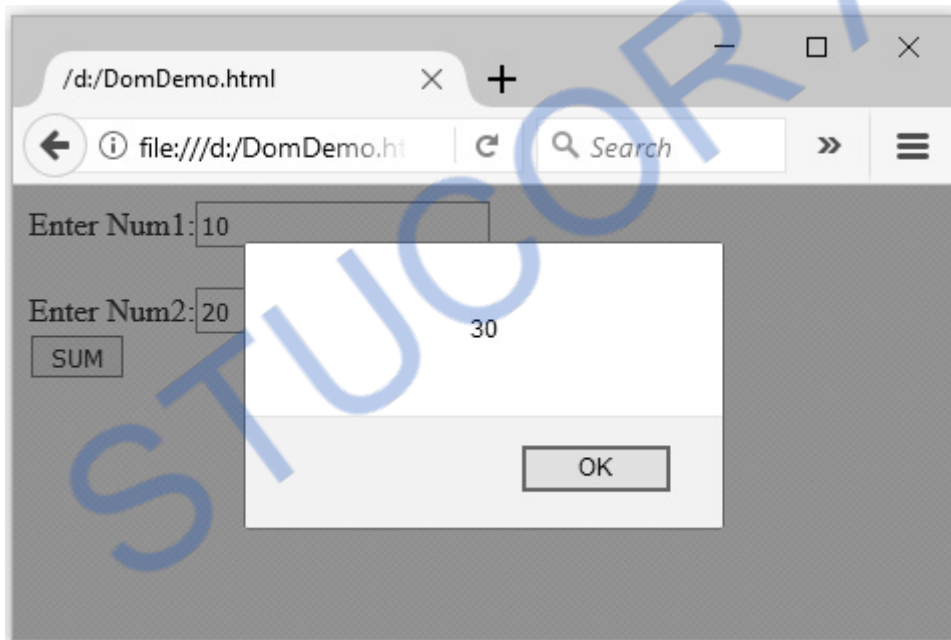 /d:/DomDemo.html
file:///d:/DomDemo.ht
Search
Enter Num1: 10
Enter Num2: 20
SUM
30
OK
STUCOR